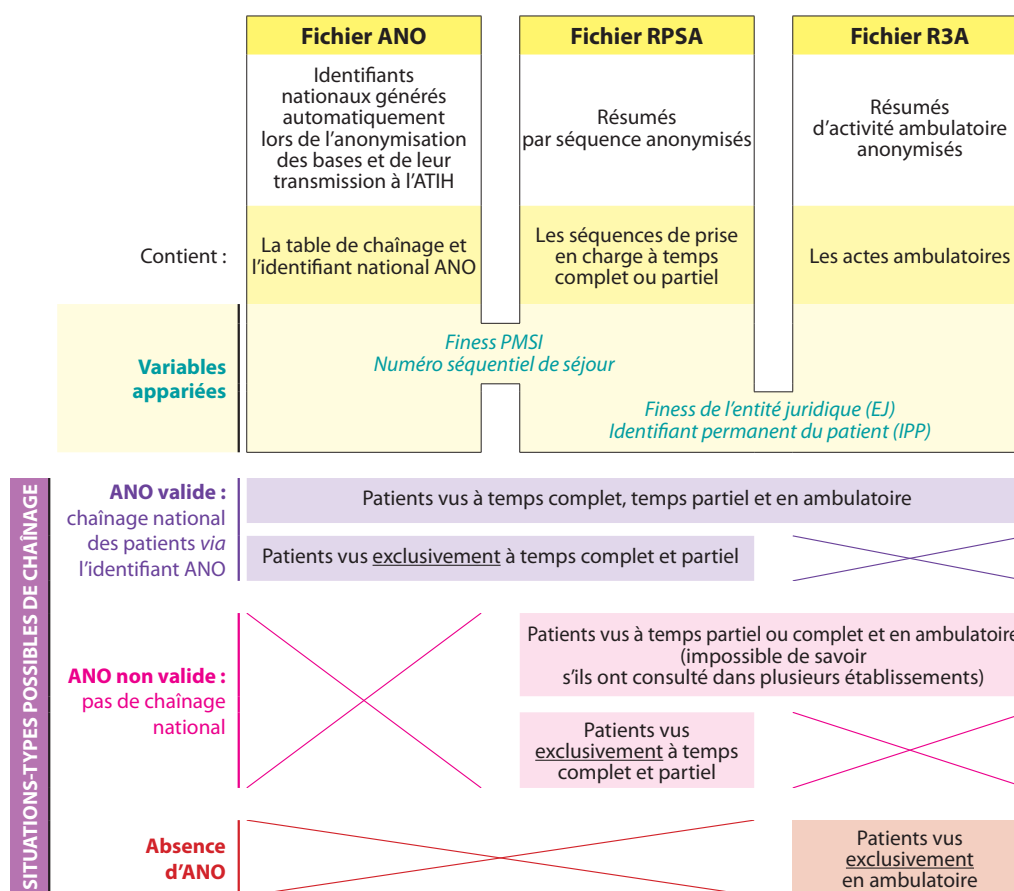 Fichier ANO
Fichier RPSA
Fichier R3A
Identifiants
nationaux générés
automatiquement
lors de l'anonymisation
des bases et de leur
transmission à l'ATIH
Résumés
par séquence anonymisés
Résumés
d'activité ambulatoire
anonymisés
Contient :
La table de chaînage et
l'identifiant national ANO
Les séquences de prise
en charge à temps
complet ou partiel
Les actes ambulatoires
Variables
appariées
Finess PMSI
Numéro séquentiel de séjour
Finess de l'entité juridique (EJ)
Identifiant permanent du patient (IPP)
SITUATIONS-TYPES POSSIBLES DE CHAÎNAGE
ANO valide :
chaînage national
des patients via
l'identifiant ANO
Patients vus à temps complet, temps partiel et en ambulatoire
Patients vus exclusivement à temps complet et partiel
ANO non valide :
pas de chaînage
national
Patients vus à temps partiel ou complet et en ambulatoire
(impossible de savoir
s'ils ont consulté dans plusieurs établissements)
Patients vus
exclusivement à temps
complet et partiel
Absence
d'ANO
Patients vus
exclusivement
en ambulatoire